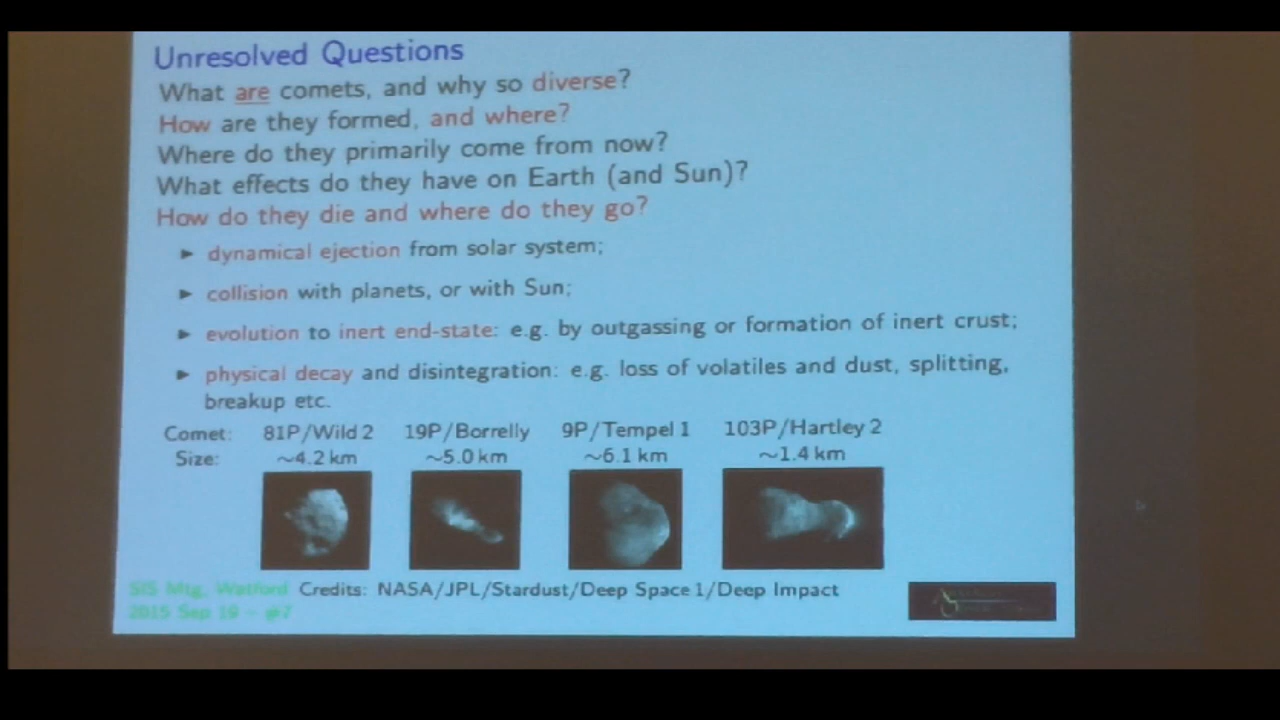 Unresolved Questions
What are comets, and why so diverse?
How are they formed, and where?
Where do they primarily come from now?
What effects do they have on Earth (and Sun)?
How do they die and where do they go?
► dynamical ejection from solar system;
► collision with planets, or with Sun;
► evolution to inert end-state: e.g. by outgassing or formation of inert crust;
► physical decay and disintegration: e.g. loss of volatiles and dust, splitting,
breakup etc.
Comet: 81P/Wild 2 19P/Borrelly 9P/Tempel 1 103P/Hartley 2
Size: ~4.2 km ~5.0 km ~6.1 km ~1.4 km
SIS Mtg, Watford Credits: NASA/JPL/Stardust/Deep Space 1/Deep Impact
2015 Sep 19 - #7